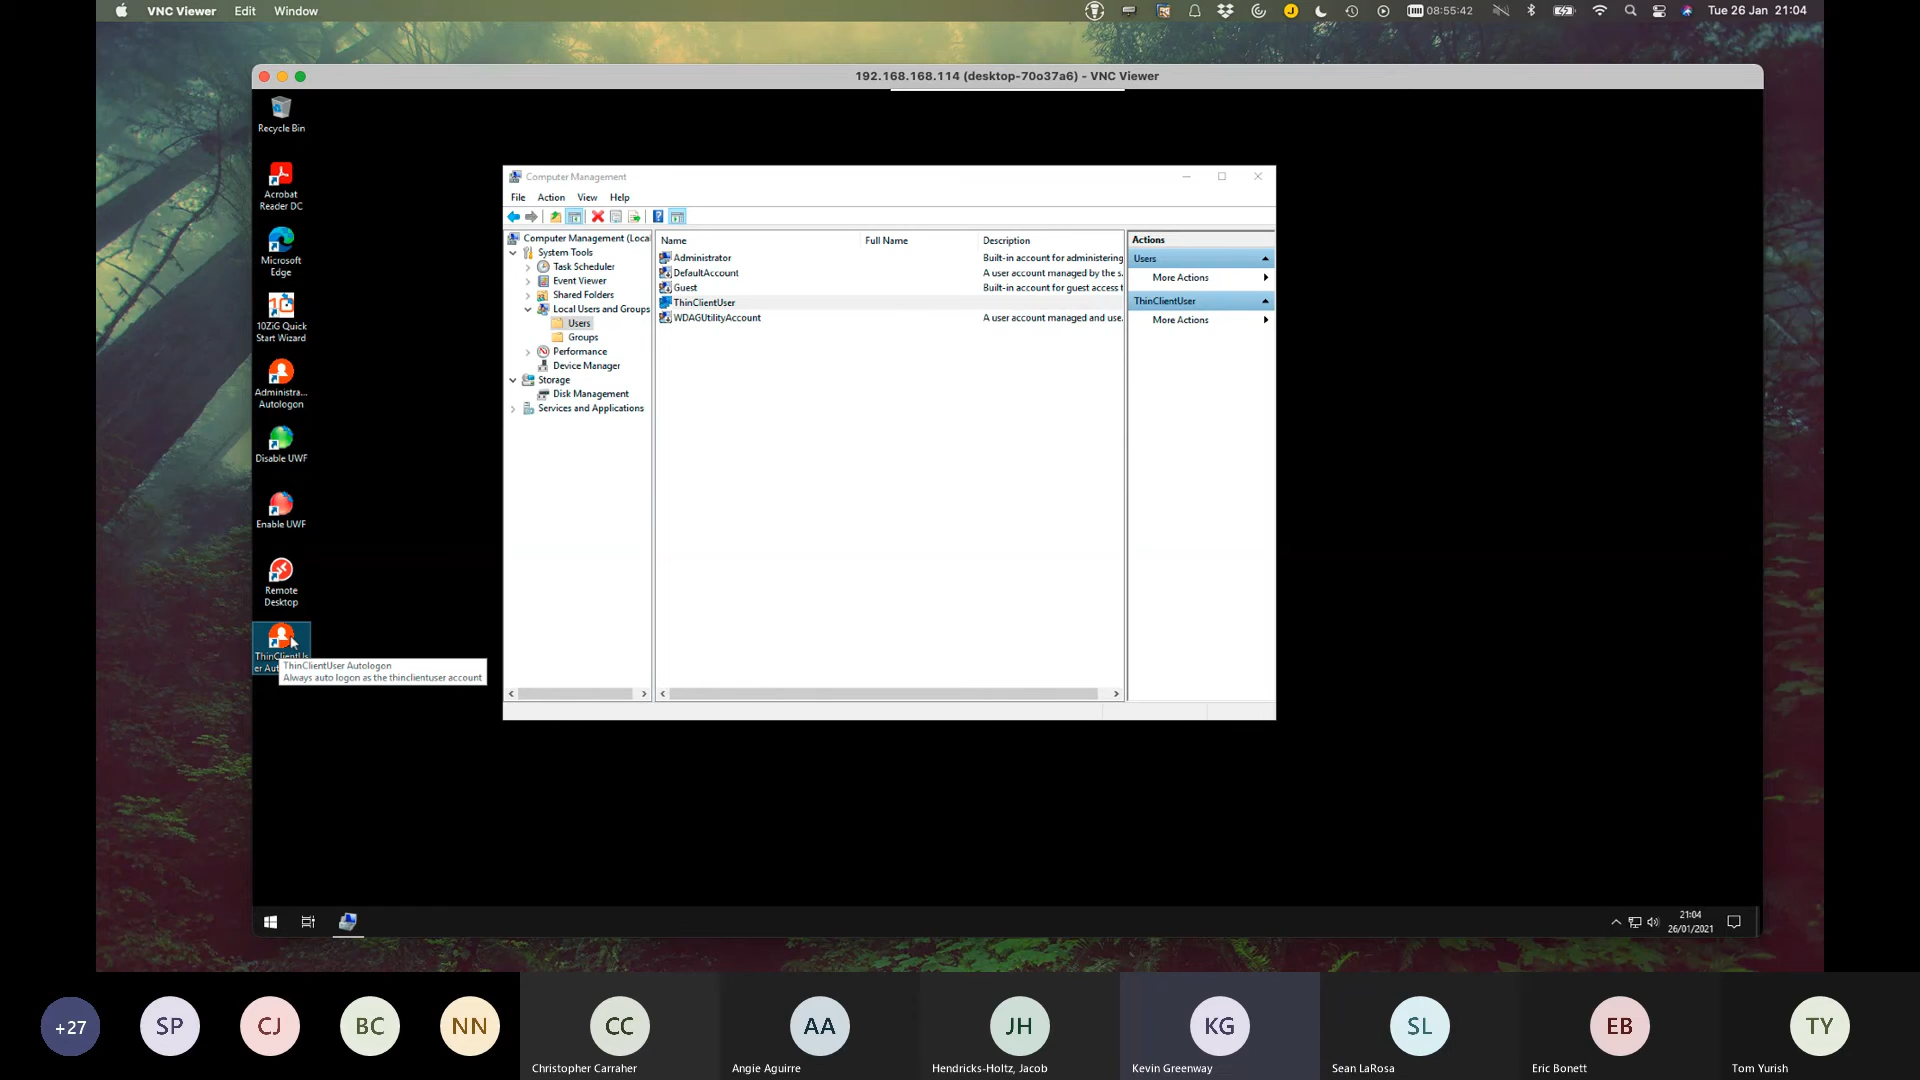 VNC Viewer Edit Window
08:55:42
Tue 26 Jan 21:04
192.168.168.114 (desktop-70o37a6) - VNC Viewer
Recycle Bin
Acrobat
Reader DC
Microsoft
Edge
10ZiG Quick
Start Wizard
Administra...
Autologon
Disable UWF
Enable UWF
Remote
Desktop
ThinClientUs
er Aut
ThinClientUser Autologon
Always auto logon as the thinclientuser account
Computer Management
File Action View Help
Computer Management (Local
System Tools
Task Scheduler
Event Viewer
Shared Folders
Local Users and Groups
Users
Groups
Performance
Device Manager
Storage
Disk Management
Services and Applications
Name Full Name Description
Administrator Built-in account for administering
DefaultAccount A user account managed by the s.
Guest Built-in account for guest access t
ThinClientUser
WDAGUtilityAccount A user account managed and use.
Actions
Users
More Actions
ThinClientUser
More Actions
21:04
26/01/2021
+27
SP
CJ
BC
NN
CC
Christopher Carraher
AA
Angie Aguirre
JH
Hendricks-Holtz, Jacob
KG
Kevin Greenway
SL
Sean LaRosa
EB
Eric Bonett
TY
Tom Yurish